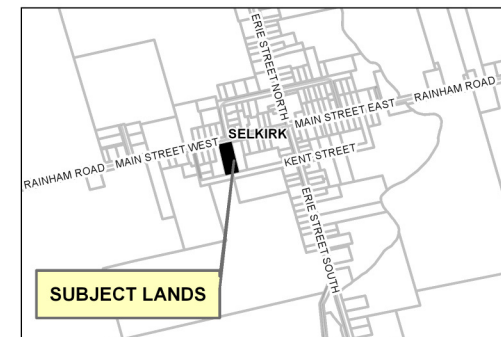 ERIE STREET NORTH
RAINHAM ROAD
MAIN STREET EAST
SELKIRK
MAIN STREET WEST
KENT STREET
RAINHAM ROAD
ERIE STREET SOUTH
SUBJECT LANDS